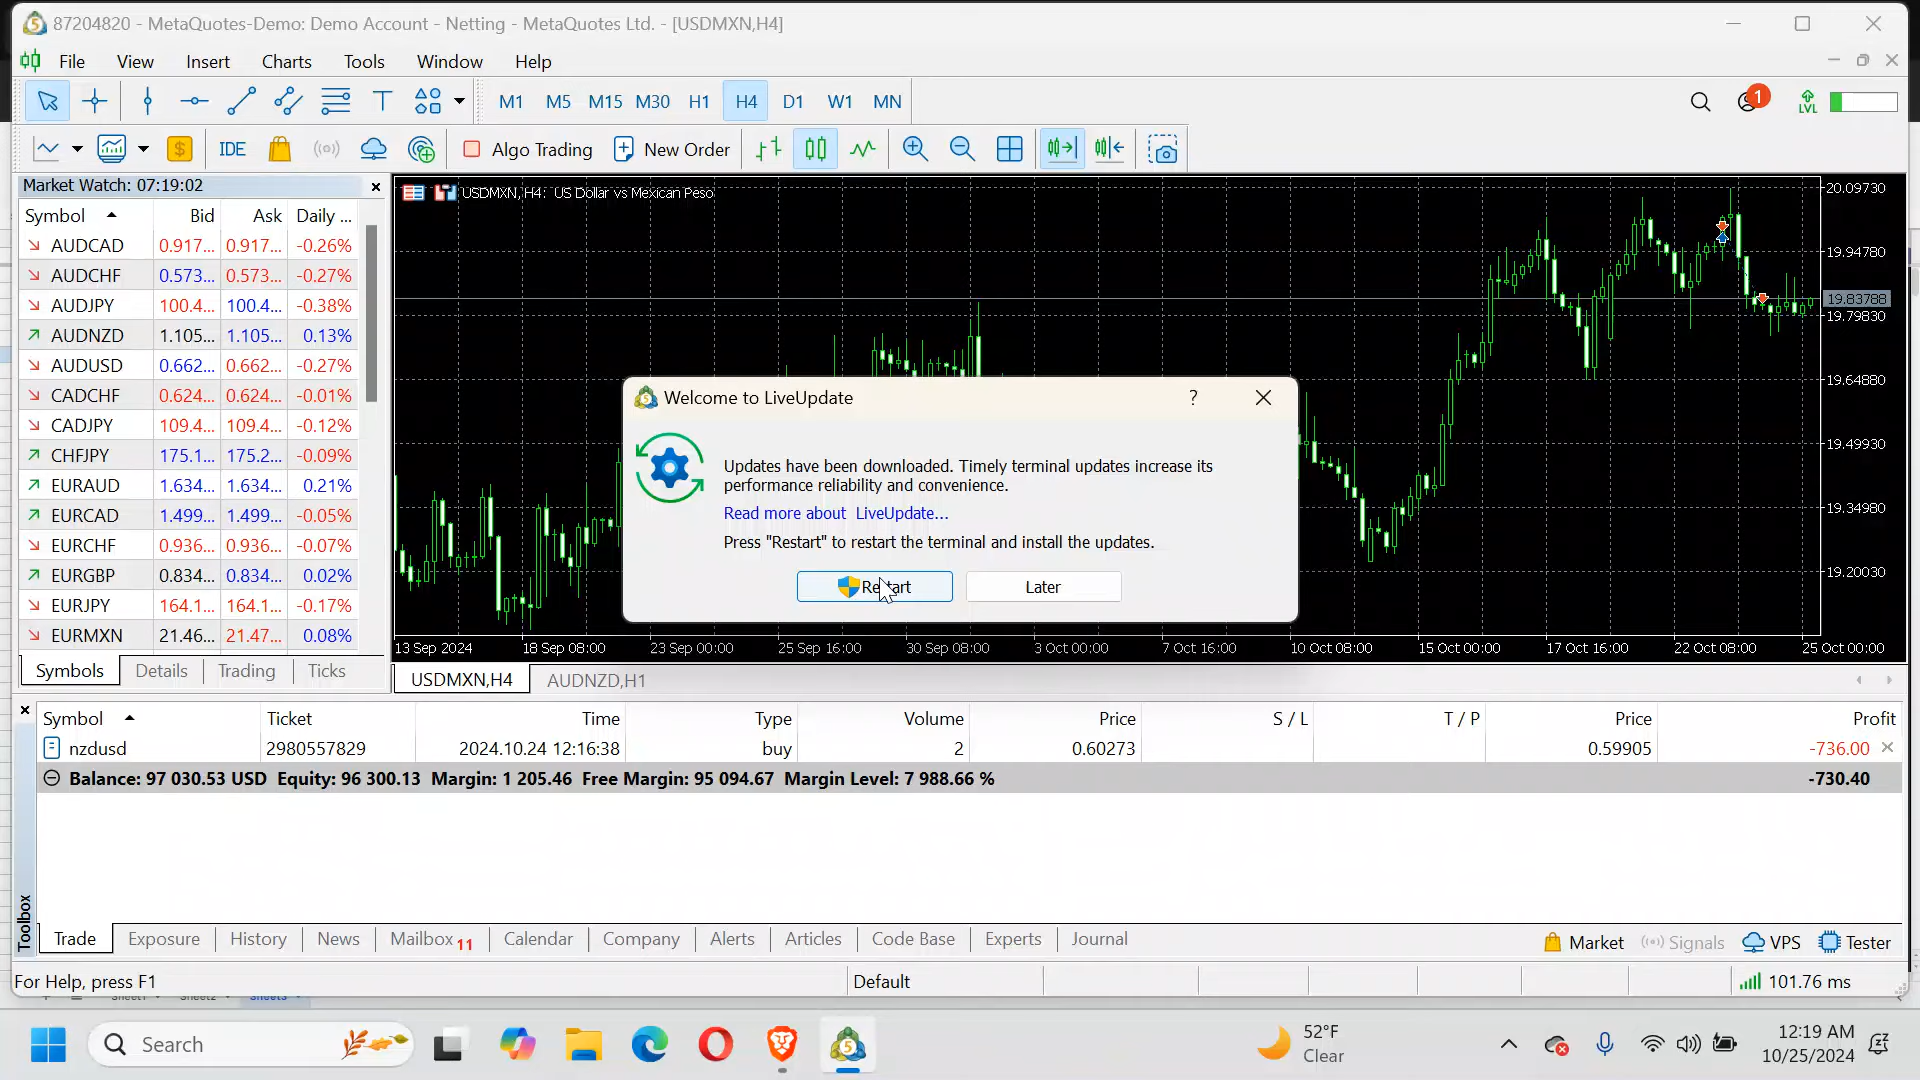 87204820 - MetaQuotes-Demo: Demo Account - Netting - MetaQuotes Ltd. - [USDMXN,H4]
File View Insert Charts Tools Window Help
M1 M5 M15 M30 H1 H4 D1 W1 MN 1 LVL
$ IDE Algo Trading New Order
Market Watch: 07:19:02
Symbol Bid Ask Daily ...
AUDCAD 0.917... 0.917... -0.26%
AUDCHF 0.573... 0.573... -0.27%
AUDJPY 100.4... 100.4... -0.38%
AUDNZD 1.105... 1.105... 0.13%
AUDUSD 0.662... 0.662... -0.27%
CADCHF 0.624... 0.624... -0.01%
CADJPY 109.4... 109.4... -0.12%
CHFJPY 175.1... 175.2... -0.09%
EURAUD 1.634... 1.634... 0.21%
EURCAD 1.499... 1.499... -0.05%
EURCHF 0.936... 0.936... -0.07%
EURGBP 0.834... 0.834... 0.02%
EURJPY 164.1... 164.1... -0.17%
EURMXN 21.46... 21.47... 0.08%
Symbols Details Trading Ticks
USDMXN, H4: US Dollar vs Mexican Peso
20.09730
19.94780
19.83788
19.79830
19.64880
19.49930
19.34980
19.20030
13 Sep 2024 18 Sep 08:00 23 Sep 00:00 25 Sep 16:00 30 Sep 08:00 3 Oct 00:00 7 Oct 16:00 10 Oct 08:00 15 Oct 00:00 17 Oct 16:00 22 Oct 08:00 25 Oct 00:00
USDMXN,H4 AUDNZD,H1
Welcome to LiveUpdate ?
Updates have been downloaded. Timely terminal updates increase its
performance reliability and convenience.
Read more about LiveUpdate...
Press "Restart" to restart the terminal and install the updates.
Restart Later
Symbol Ticket Time Type Volume Price S / L T / P Price Profit
nzdusd 2980557829 2024.10.24 12:16:38 buy 2 0.60273 0.59905 -736.00
Balance: 97 030.53 USD Equity: 96 300.13 Margin: 1 205.46 Free Margin: 95 094.67 Margin Level: 7 988.66 % -730.40
Toolbox
Trade Exposure History News Mailbox 11 Calendar Company Alerts Articles Code Base Experts Journal Market Signals VPS Tester
For Help, press F1 Default 101.76 ms
Sheet1 Sheet2 Sheet3
Search 52°F 12:19 AM
Clear 10/25/2024